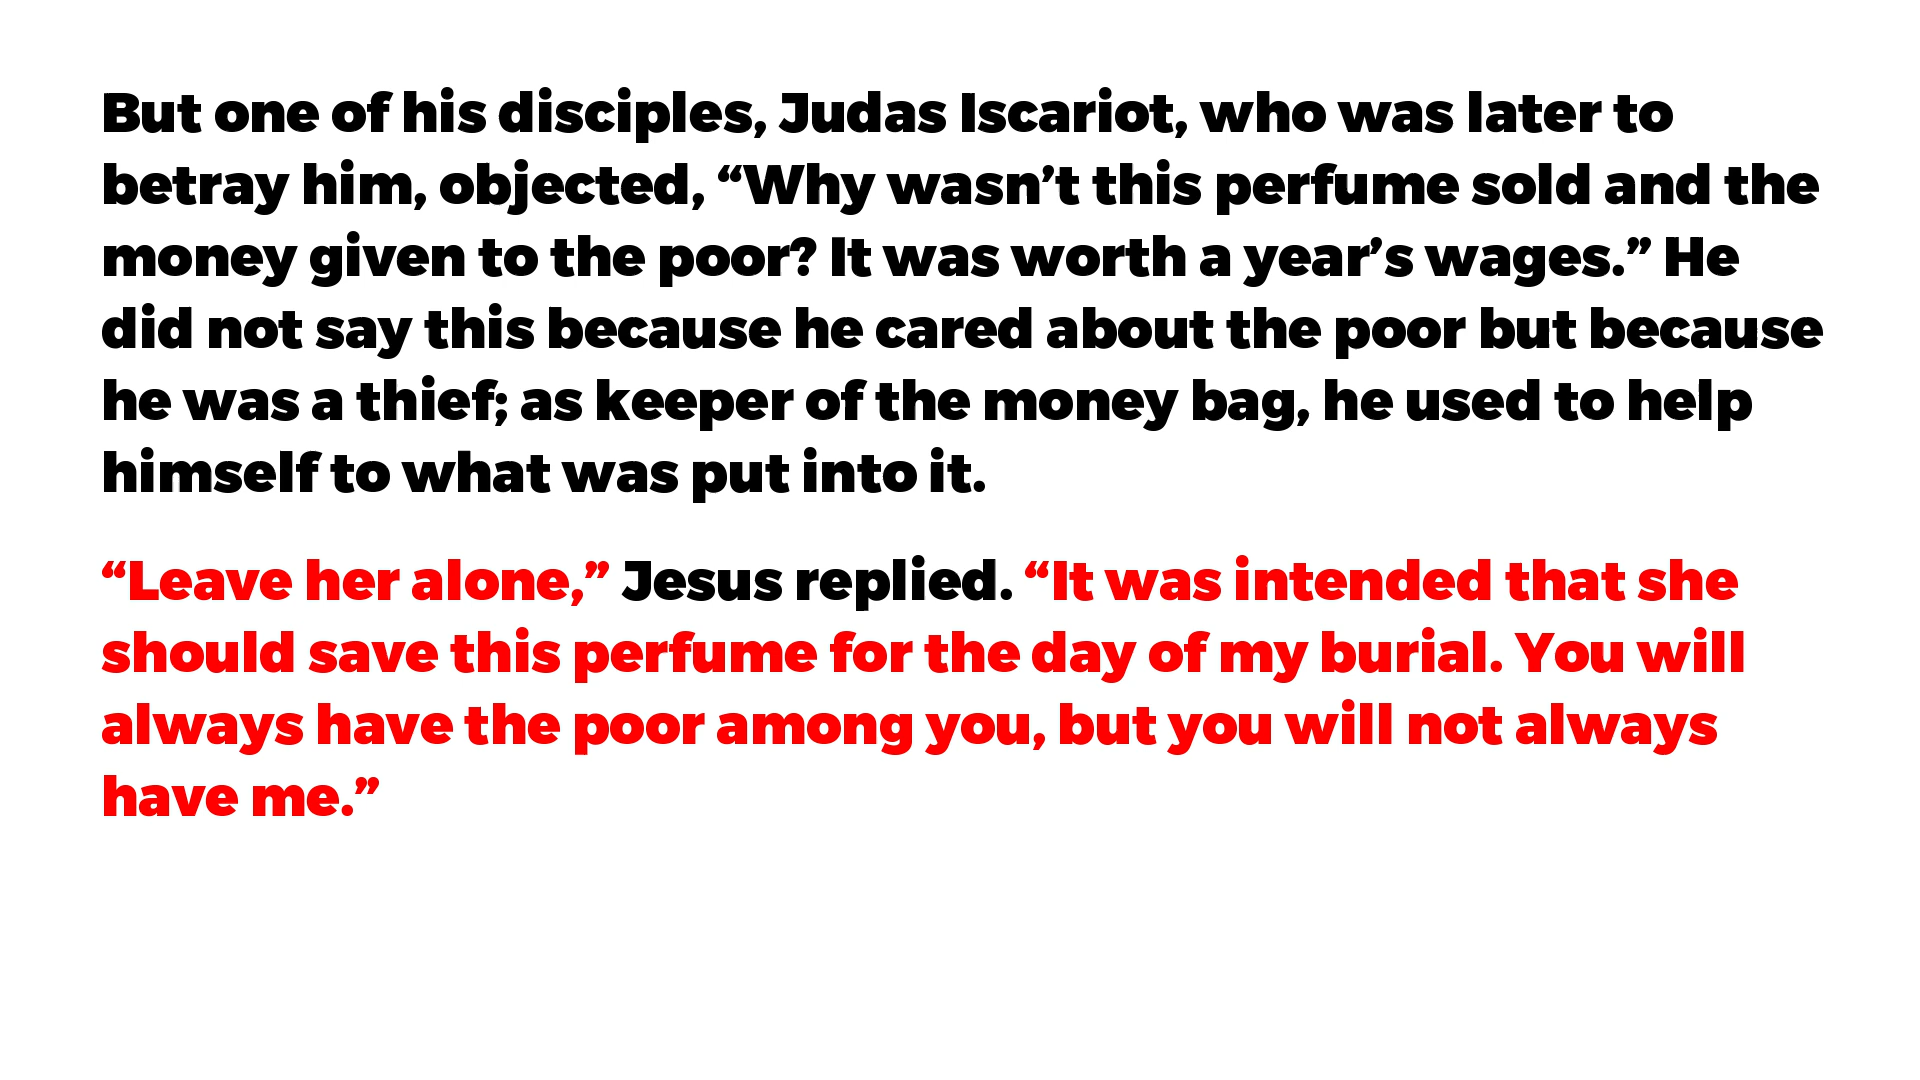 But one of his disciples, Judas Iscariot, who was later to
betray him, objected, “Why wasn’t this perfume sold and the
money given to the poor? It was worth a year’s wages.” He
did not say this because he cared about the poor but because
he was a thief; as keeper of the money bag, he used to help
himself to what was put into it.
“Leave her alone,” Jesus replied. “It was intended that she
should save this perfume for the day of my burial. You will
always have the poor among you, but you will not always
have me.”